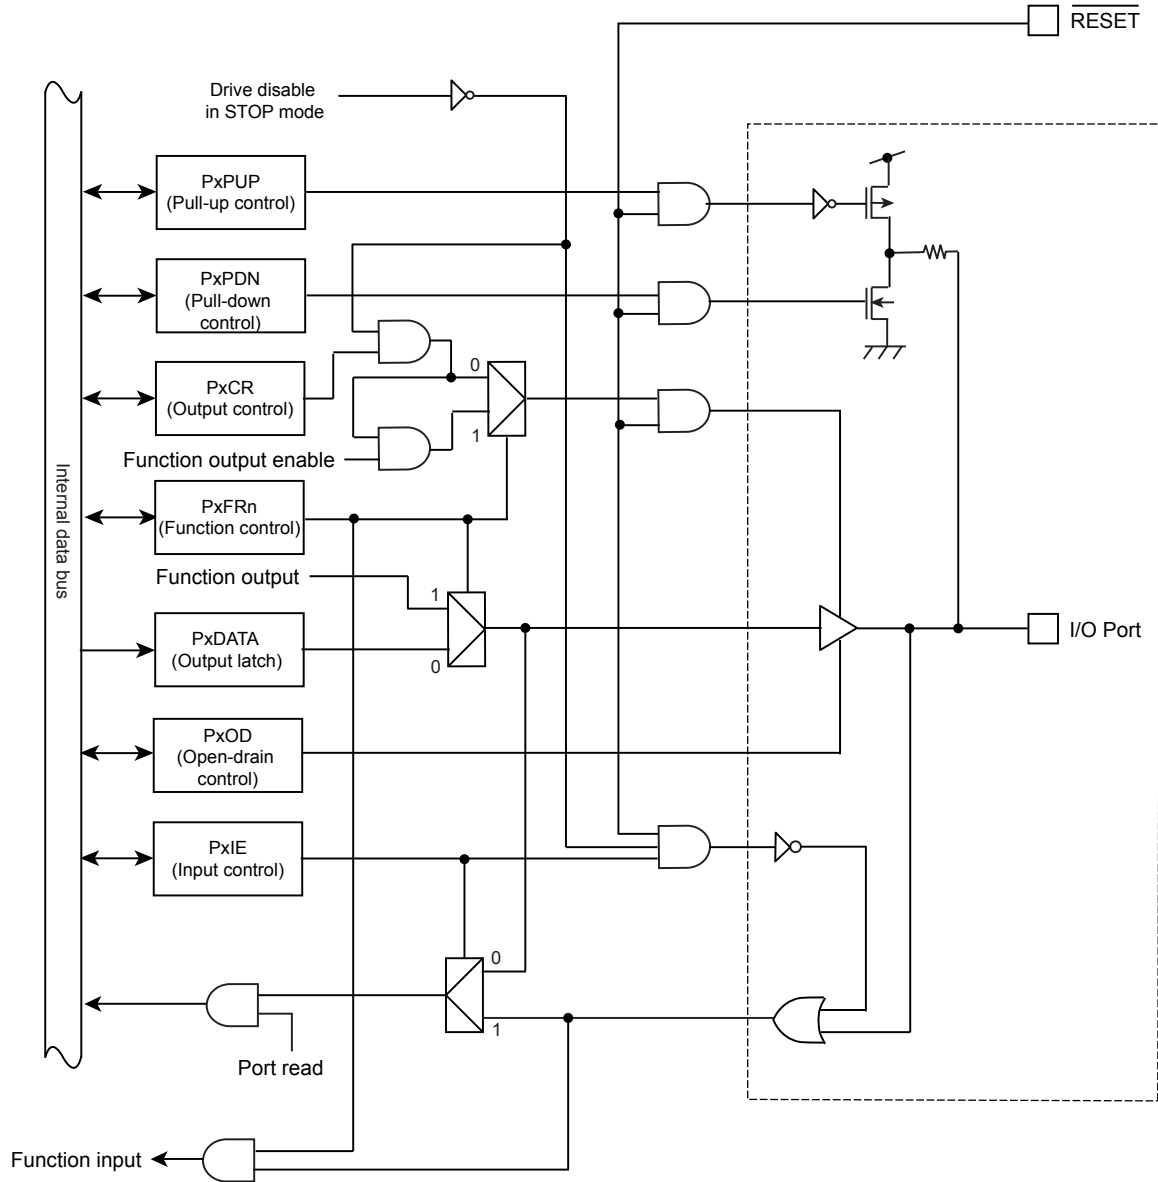 RESET
Drive disable
in STOP mode
PxPUP
(Pull-up control)
PxPDN
(Pull-down
control)
0
PxCR
(Output control)
1
Function output enable
Internal data bus
PxFRn
(Function control)
Function output
1
PxDATA
(Output latch)
0
I/O Port
PxOD
(Open-drain
control)
PxIE
(Input control)
0
1
Port read
Function input